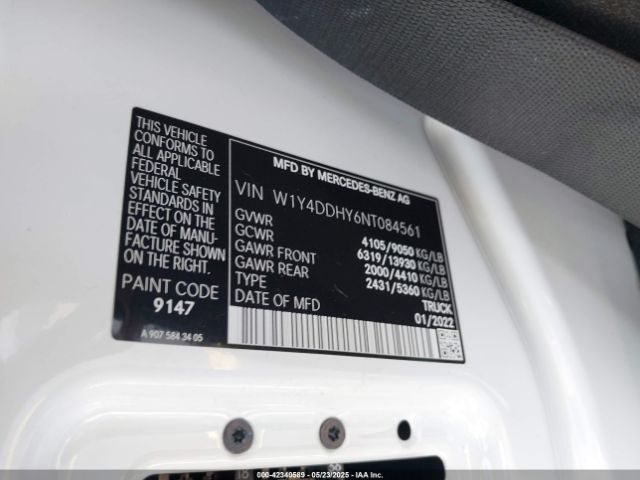 THIS VEHICLE
CONFORMS TO
ALL APPLICABLE
FEDERAL
VEHICLE SAFETY
STANDARDS IN
EFFECT ON THE
DATE OF MANU-
FACTURE SHOWN
ON THE RIGHT.
PAINT CODE
9147
A 907 584 34 05
MFD BY MERCEDES-BENZ AG
VIN W1Y4DDHY6NT084561
GVWR 4105/9050 KG/LB
GCWR 6319/13930 KG/LB
GAWR FRONT 2000/4410 KG/LB
GAWR REAR 2431/5360 KG/LB
TYPE TRUCK
DATE OF MFD 01/2022
000-42340589 - 05/23/2025 - IAAI.COM